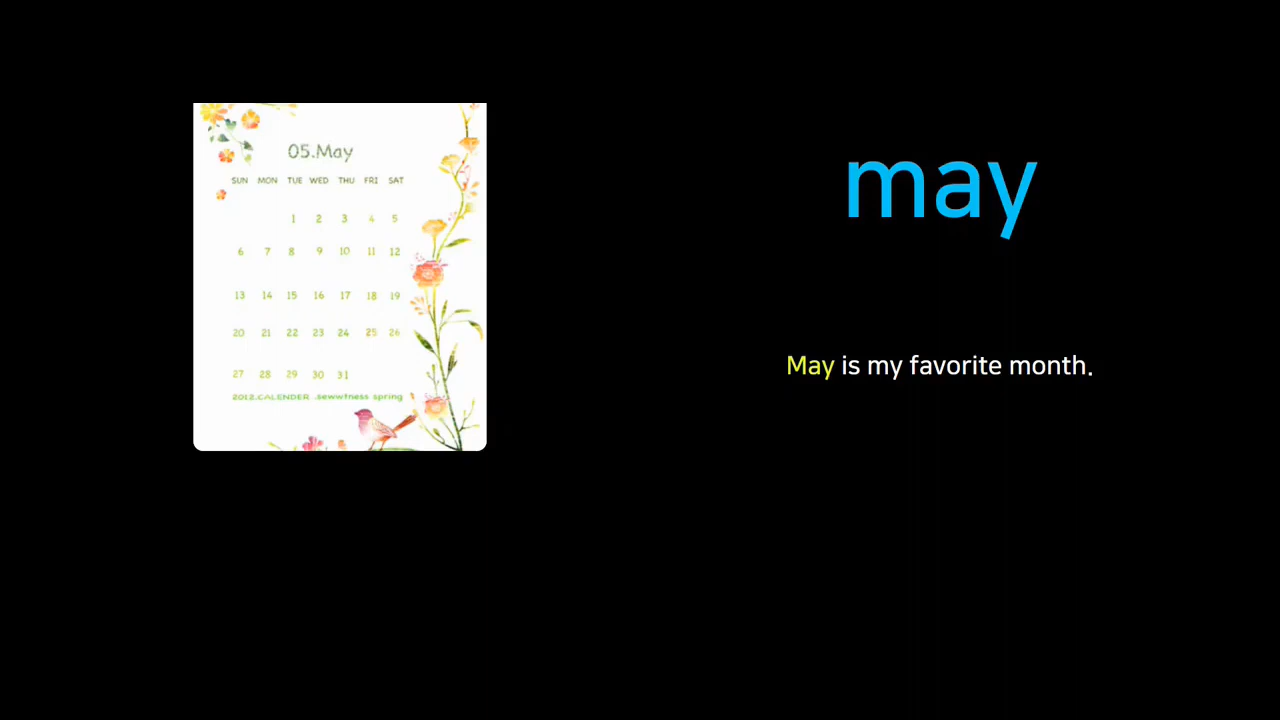 05.May
SUN MON TUE WED THU FRI SAT
1 2 3 4 5
6 7 8 9 10 11 12
13 14 15 16 17 18 19
20 21 22 23 24 25 26
27 28 29 30 31
2012.CALENDER .sewwtness spring
may
May is my favorite month.